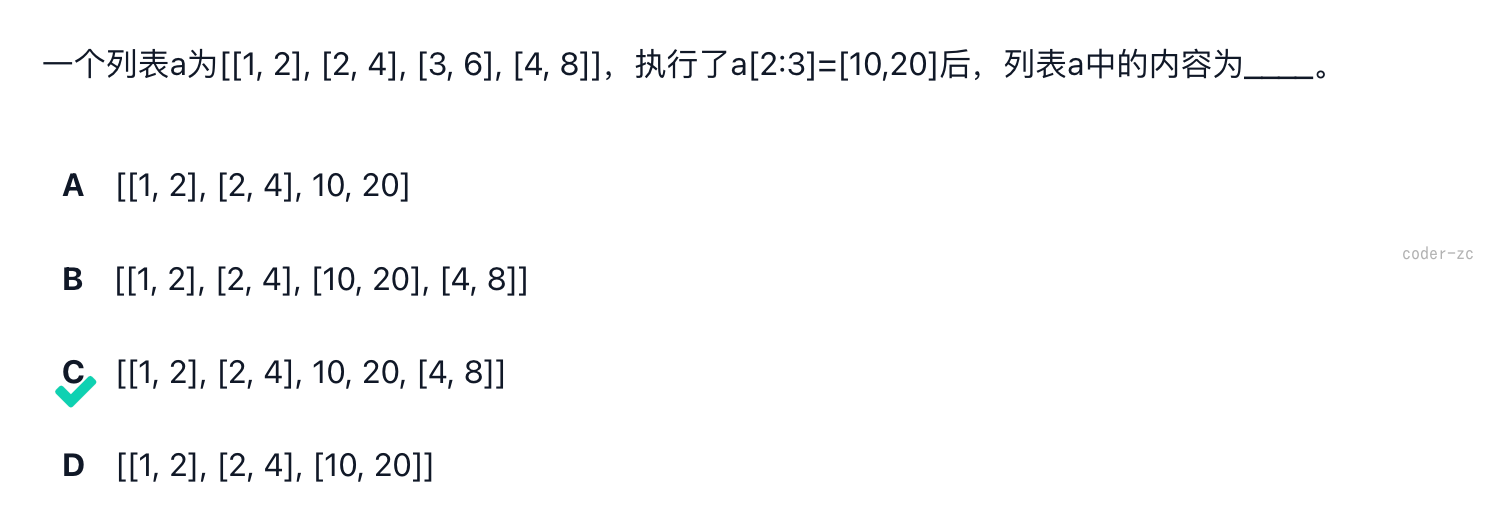 一个列表a为[[1, 2], [2, 4], [3, 6], [4, 8]]，执行了a[2:3]=[10,20]后，列表a中的内容为____。
A [[1, 2], [2, 4], 10, 20]
coder-zc
B [[1, 2], [2, 4], [10, 20], [4, 8]]
C [[1, 2], [2, 4], 10, 20, [4, 8]]
D [[1, 2], [2, 4], [10, 20]]